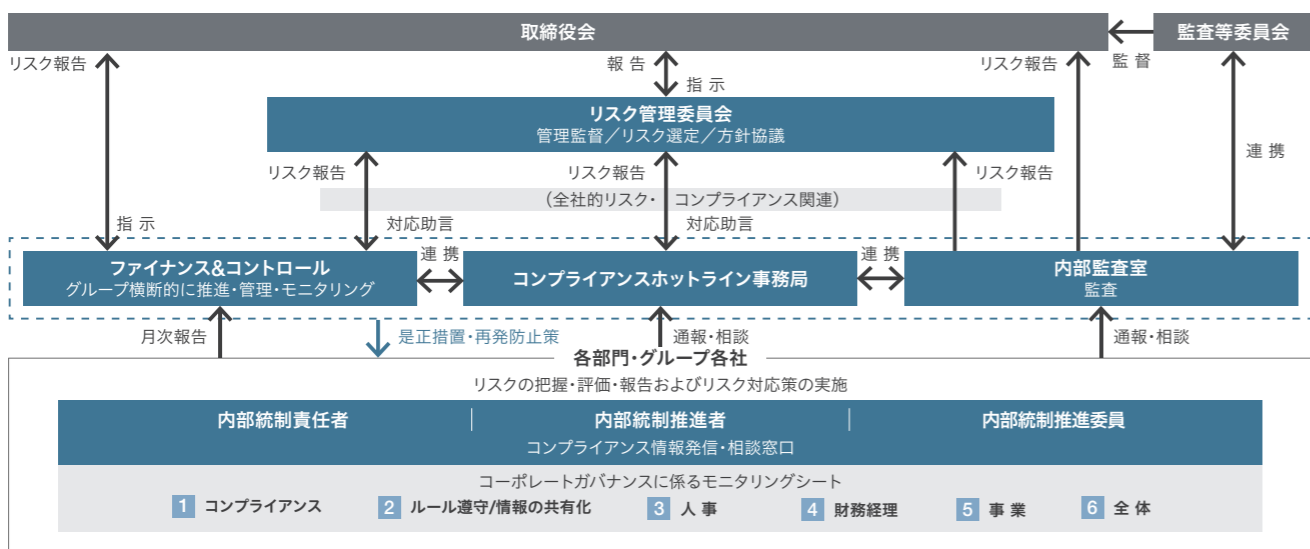 取締役会
監査等委員会
リスク報告
報 告
指 示
リスク報告
監 督
リスク管理委員会
管理監督／リスク選定／方針協議
連 携
リスク報告
リスク報告
リスク報告
（全社的リスク・ コンプライアンス関連）
指 示
対応助言
対応助言
ファイナンス&コントロール
グループ横断的に推進・管理・モニタリング
連 携
コンプライアンスホットライン事務局
連 携
内部監査室
監査
月次報告
是正措置・再発防止策
通報・相談
通報・相談
各部門・グループ各社
リスクの把握・評価・報告およびリスク対応策の実施
内部統制責任者
内部統制推進者
内部統制推進委員
コンプライアンス情報発信・相談窓口
コーポレートガバナンスに係るモニタリングシート
1 コンプライアンス
2 ルール遵守/情報の共有化
3 人 事
4 財務経理
5 事 業
6 全 体